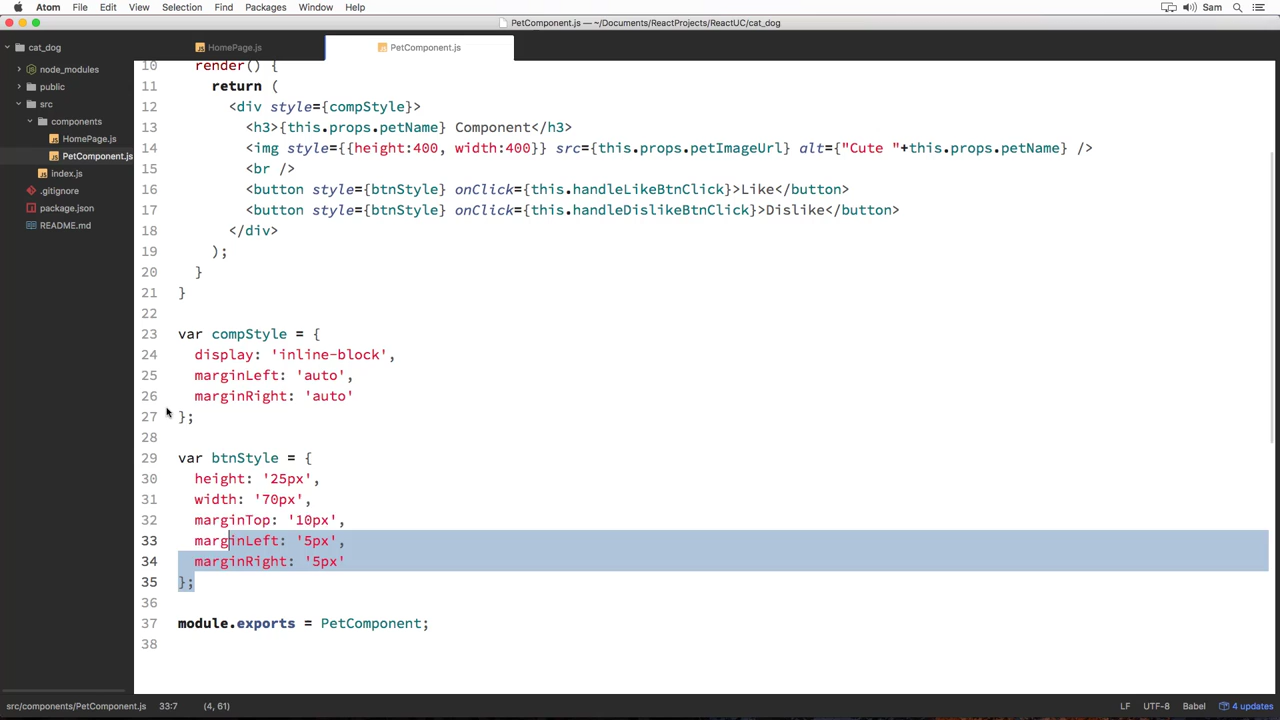 Atom File Edit View Selection Find Packages Window Help Sam
PetComponent.js — ~/Documents/ReactProjects/ReactUC/cat_dog
cat_dog
node_modules
public
src
components
HomePage.js
PetComponent.js
index.js
.gitignore
package.json
README.md
HomePage.js PetComponent.js
10 render() {
11 return (
12 <div style={compStyle}>
13 <h3>{this.props.petName} Component</h3>
14 <img style={{height:400, width:400}} src={this.props.petImageUrl} alt={"Cute "+this.props.petName} />
15 <br />
16 <button style={btnStyle} onClick={this.handleLikeBtnClick}>Like</button>
17 <button style={btnStyle} onClick={this.handleDislikeBtnClick}>Dislike</button>
18 </div>
19 );
20 }
21 }
22
23 var compStyle = {
24 display: 'inline-block',
25 marginLeft: 'auto',
26 marginRight: 'auto'
27 };
28
29 var btnStyle = {
30 height: '25px',
31 width: '70px',
32 marginTop: '10px',
33 marginLeft: '5px',
34 marginRight: '5px'
35 };
36
37 module.exports = PetComponent;
38
src/components/PetComponent.js 33:7 (4, 61) LF UTF-8 Babel 4 updates